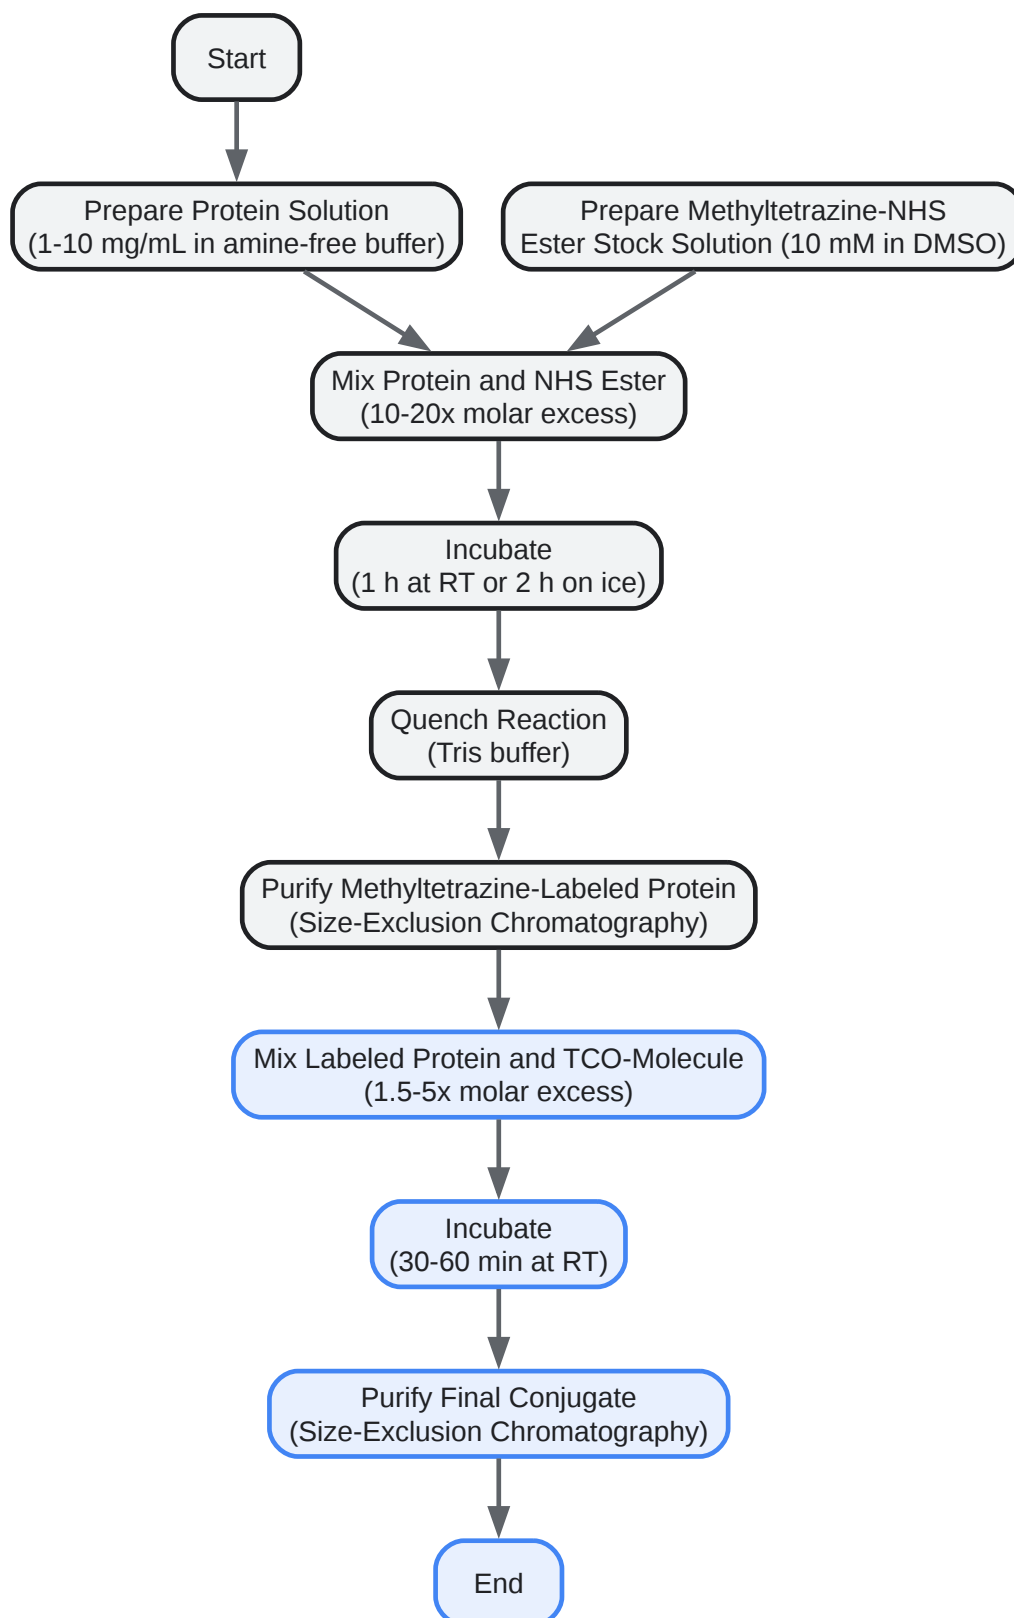 Start
Prepare Protein Solution
(1-10 mg/mL in amine-free buffer)
Prepare Methyltetrazine-NHS
Ester Stock Solution (10 mM in DMSO)
Mix Protein and NHS Ester
(10-20x molar excess)
Incubate
(1 h at RT or 2 h on ice)
Quench Reaction
(Tris buffer)
Purify Methyltetrazine-Labeled Protein
(Size-Exclusion Chromatography)
Mix Labeled Protein and TCO-Molecule
(1.5-5x molar excess)
Incubate
(30-60 min at RT)
Purify Final Conjugate
(Size-Exclusion Chromatography)
End